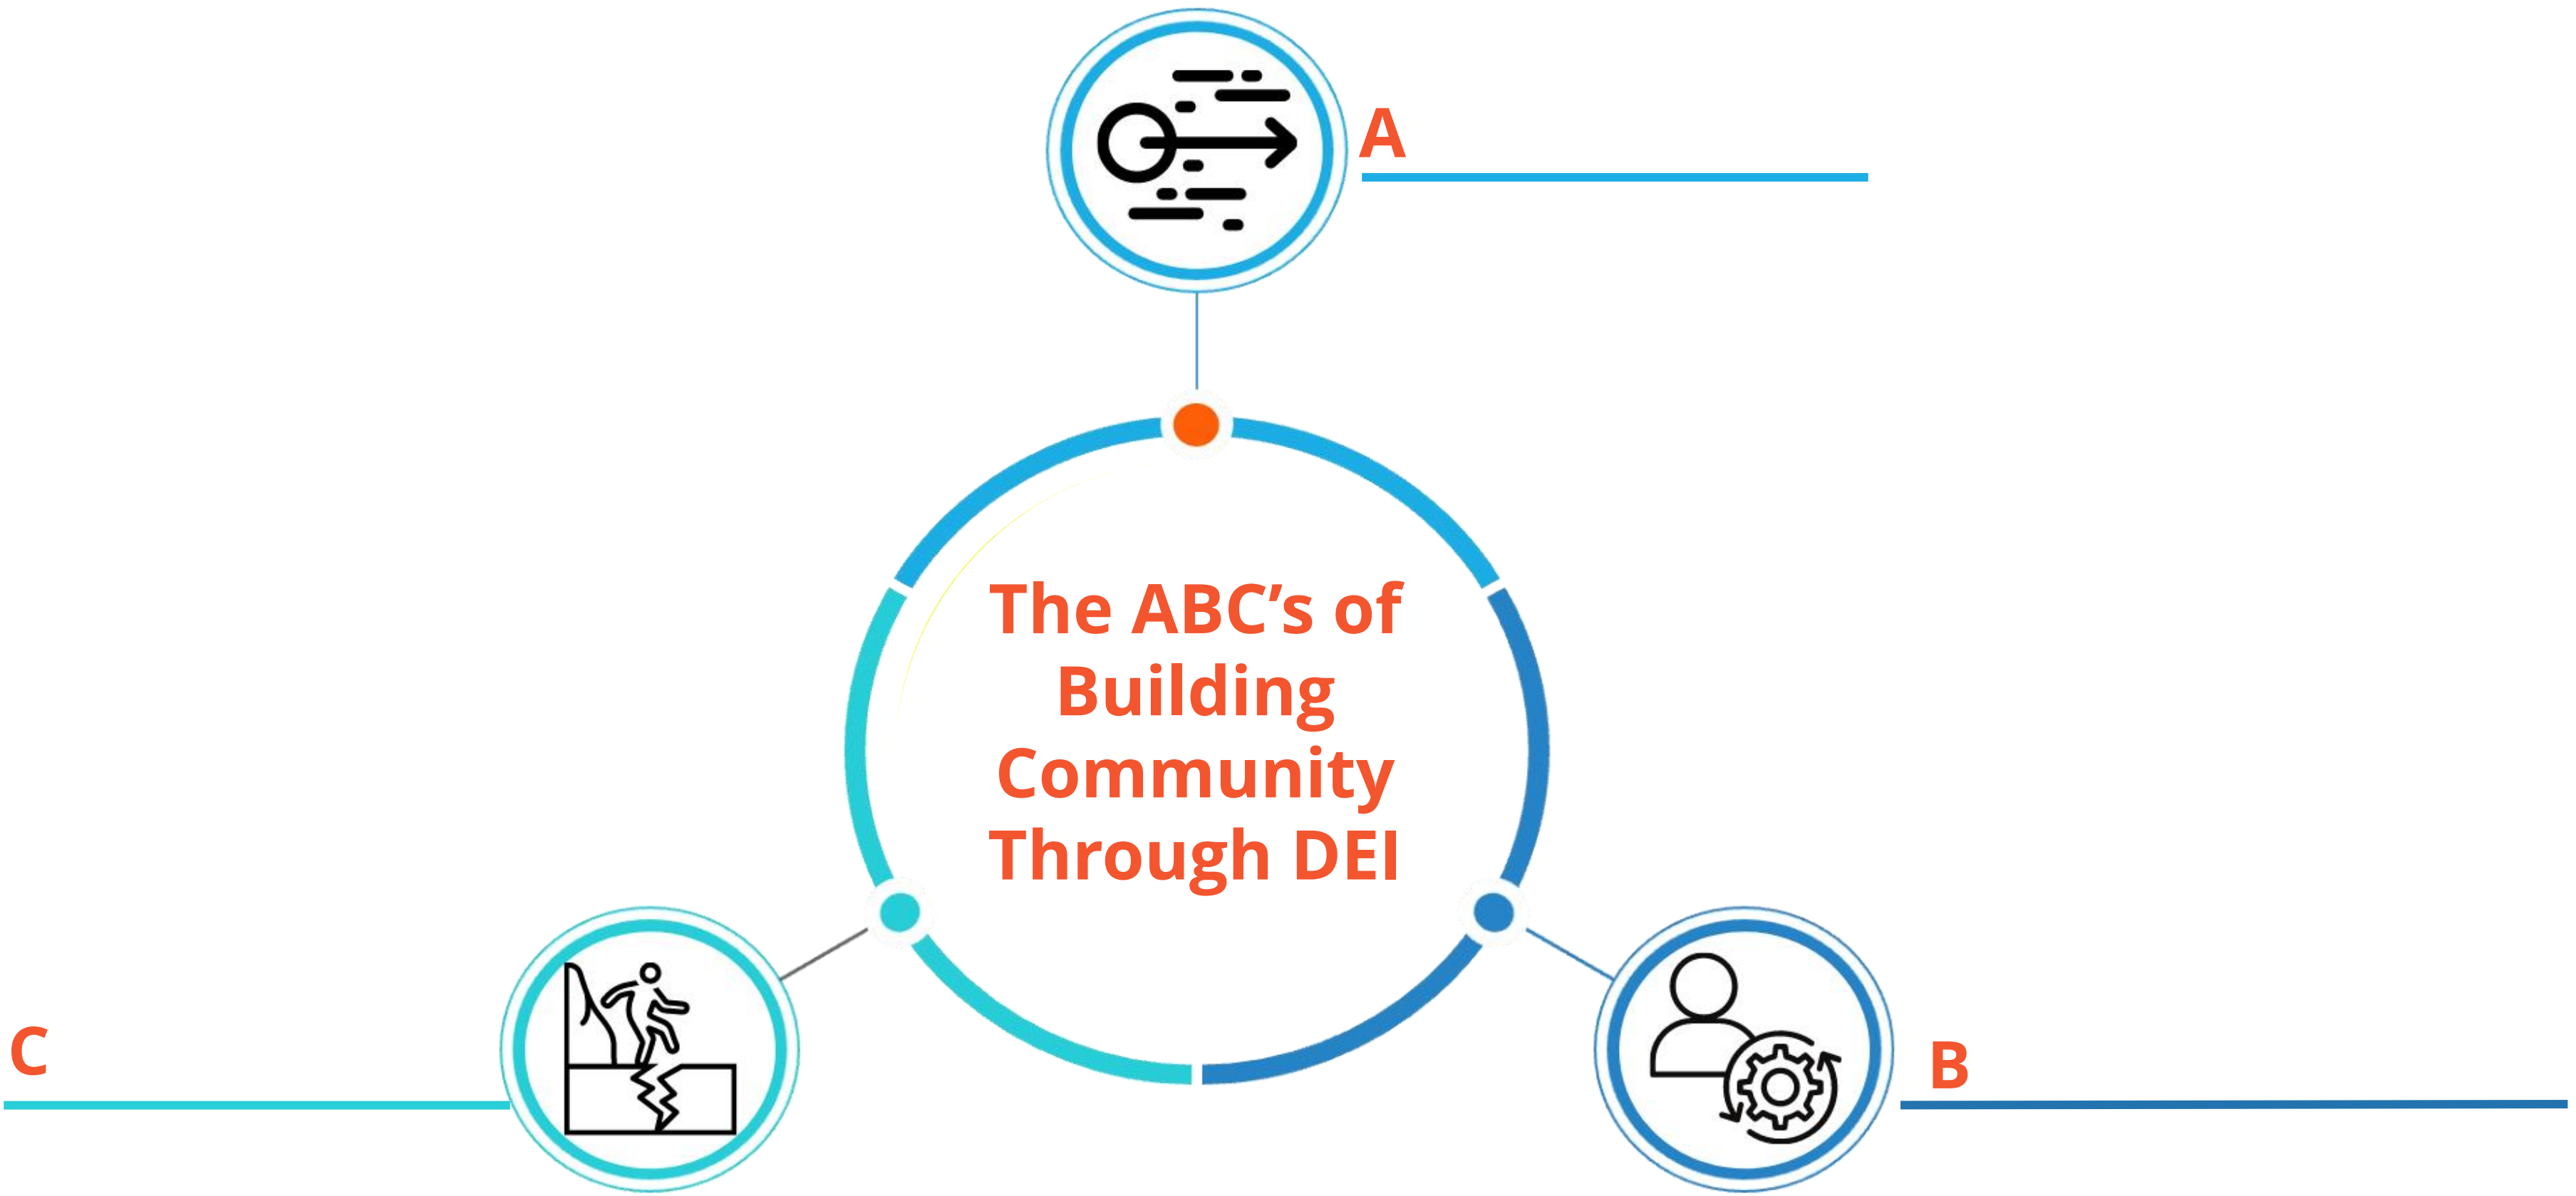 A
The ABC’s of
Building
Community
Through DEI
C
B